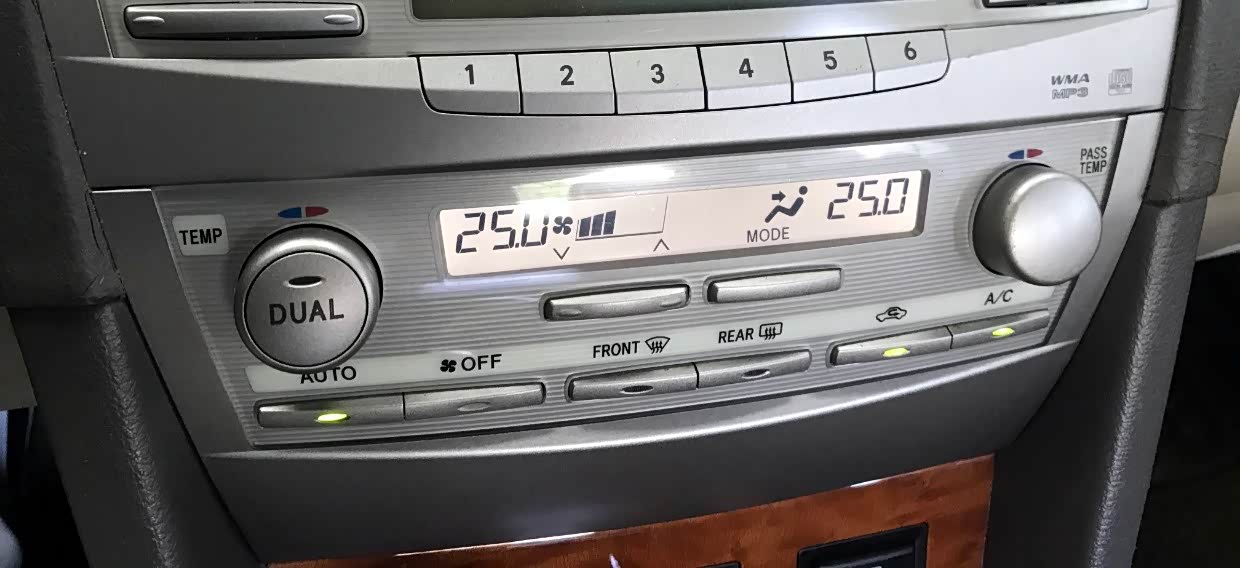 1 2 3 4 5 6
WMA
MP3
PASS
TEMP
TEMP
25.0
25.0
MODE
DUAL
A/C
REAR
FRONT
OFF
AUTO